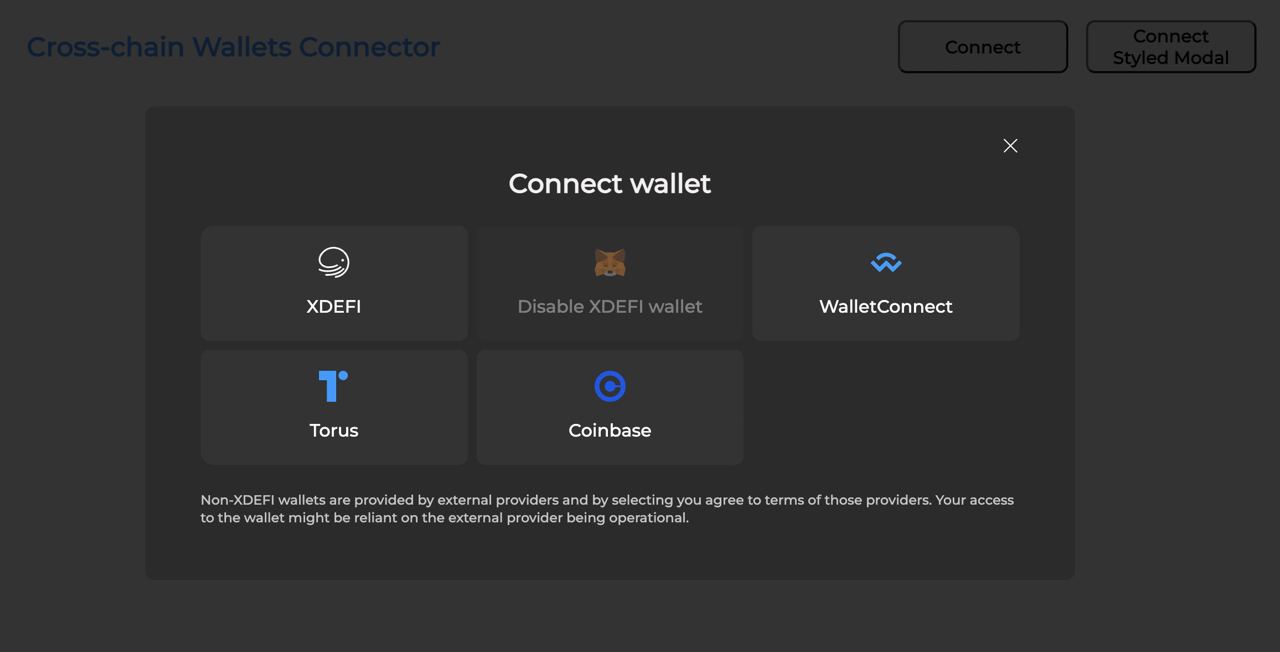 Cross-chain Wallets Connector
Connect
Connect
Styled Modal
Connect wallet
XDEFI
Disable XDEFI wallet
WalletConnect
Torus
Coinbase
Non-XDEFI wallets are provided by external providers and by selecting you agree to terms of those providers. Your access
to the wallet might be reliant on the external provider being operational.